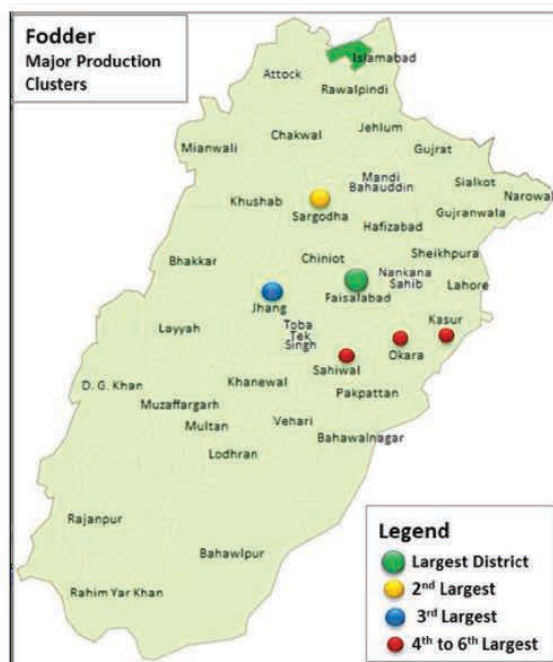 Fodder
Major Production
Clusters
Islamabad
Attock
Rawalpindi
Jehlum
Chakwal
Gujrat
Mianwali
Mandi
Bahauddin
Sialkot
Narowal
Khushab
Sargodha
Gujranwala
Hafizabad
Sheikhpura
Chiniot
Bhakkar
Nankana
Sahib
Lahore
Faisalabad
Jhang
Kasur
Toba
Tek
Singh
Layyah
Okara
Sahiwal
D. G. Khan
Khanewal
Pakpattan
Muzaffargarh
Multan
Vehari
Bahawalnagar
Lodhran
Rajanpur
Bahawlpur
Rahim Yar Khan
Legend
Largest District
2nd Largest
3rd Largest
4th to 6th Largest